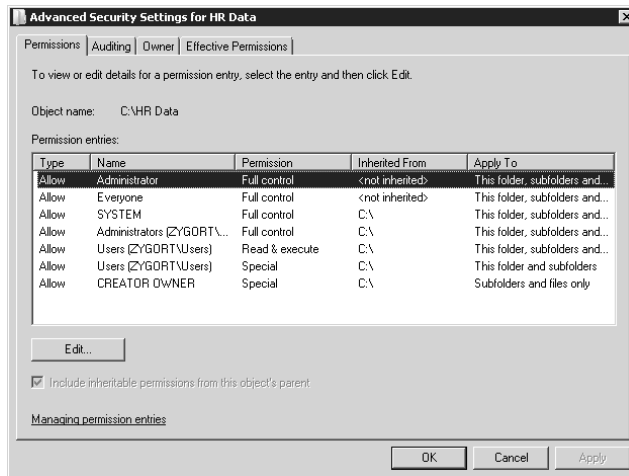 Advanced Security Settings for HR Data
Permissions Auditing Owner Effective Permissions
To view or edit details for a permission entry, select the entry and then click Edit.
Object name: C:\HR Data
Permission entries:
Type Name Permission Inherited From Apply To
Allow Administrator Full control <not inherited> This folder, subfolders and...
Allow Everyone Full control <not inherited> This folder, subfolders and...
Allow SYSTEM Full control C:\ This folder, subfolders and...
Allow Administrators (ZYGORT\... Full control C:\ This folder, subfolders and...
Allow Users (ZYGORT\Users) Read & execute C:\ This folder, subfolders and...
Allow Users (ZYGORT\Users) Special C:\ This folder and subfolders
Allow CREATOR OWNER Special C:\ Subfolders and files only
Edit...
Include inheritable permissions from this object's parent
Managing permission entries
OK Cancel Apply